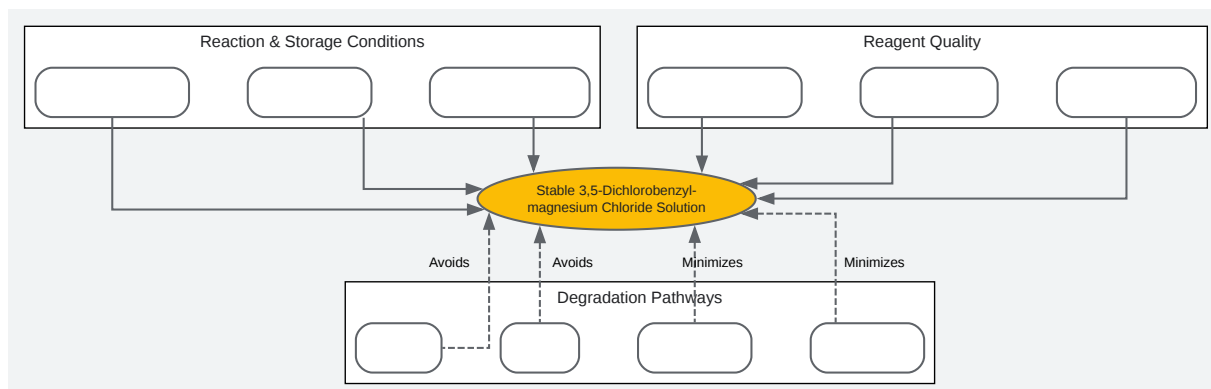 Reaction & Storage Conditions
Reagent Quality
Stable 3,5-Dichlorobenzyl-
magnesium Chloride Solution
Avoids
Avoids
Minimizes
Minimizes
Degradation Pathways